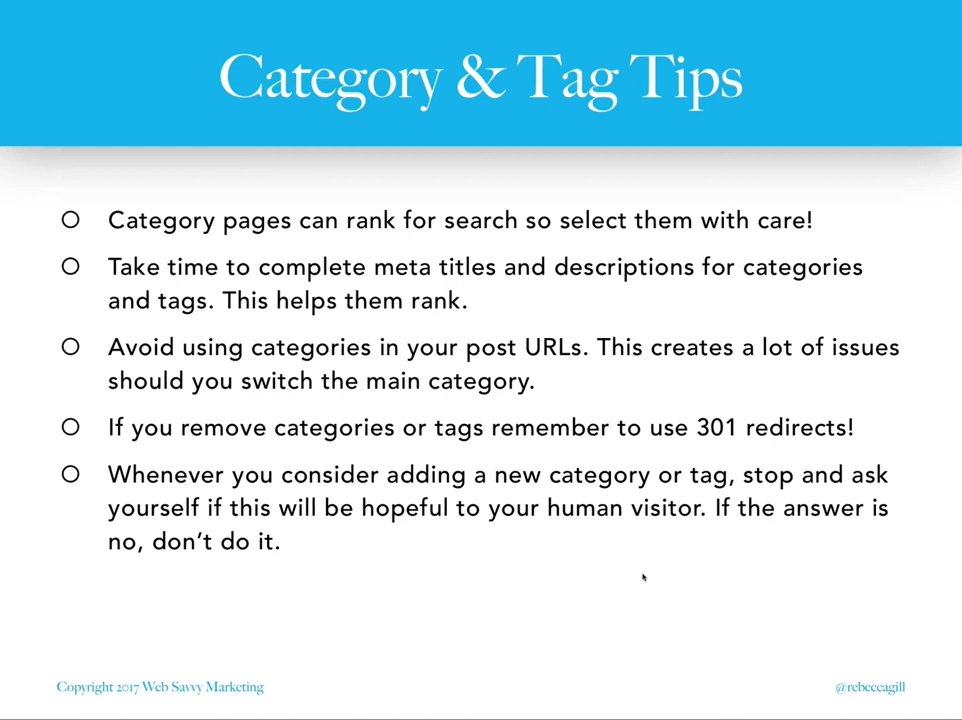 Category & Tag Tips
Category pages can rank for search so select them with care!
Take time to complete meta titles and descriptions for categories
and tags. This helps them rank.
Avoid using categories in your post URLs. This creates a lot of issues
should you switch the main category.
If you remove categories or tags remember to use 301 redirects!
Whenever you consider adding a new category or tag, stop and ask
yourself if this will be hopeful to your human visitor. If the answer is
no, don’t do it.
Copyright 2017 Web Savvy Marketing
@rebeccagill